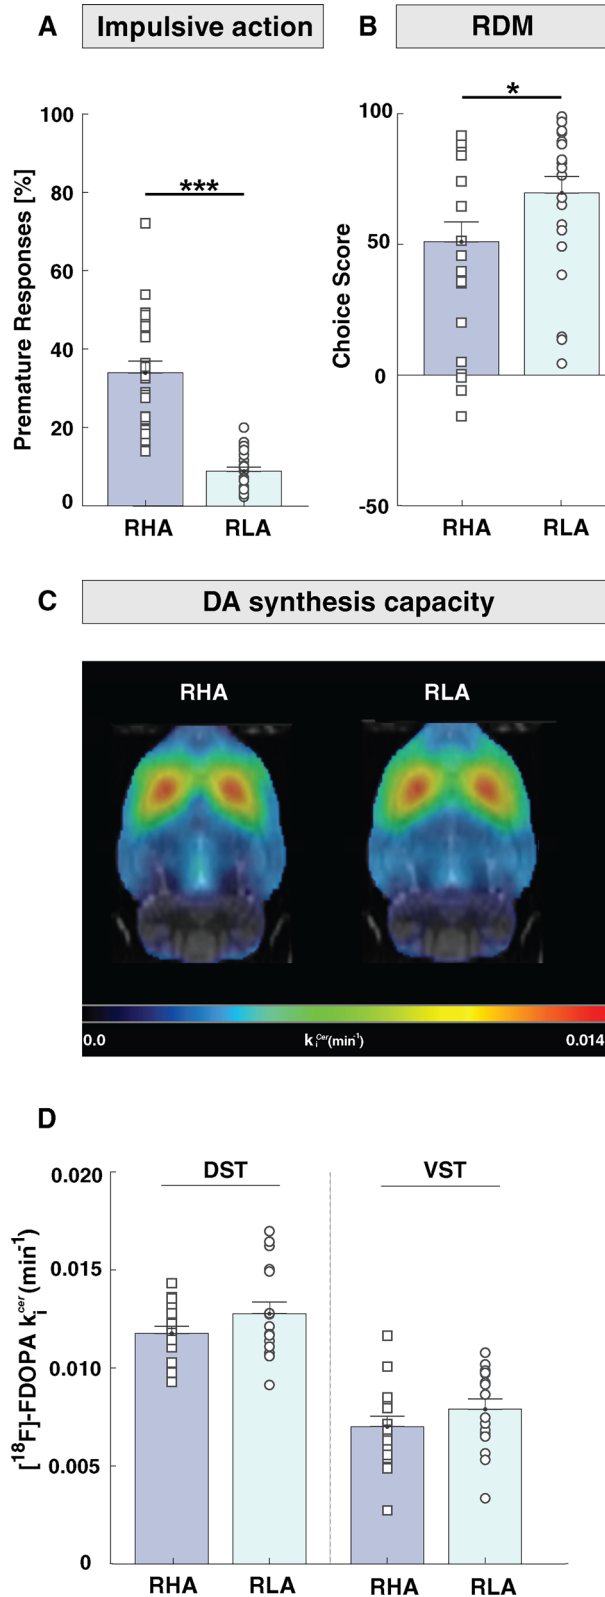 A Impulsive action
B RDM
100
80
60
40
20
0
Premature Responses [%]
***
RHA RLA
100
50
0
-50
Choice Score
*
RHA RLA
C DA synthesis capacity
RHA RLA
0.0 k i Cer (min-1) 0.014
D
DST VST
0.020
0.015
0.010
0.005
0
[18F]-FDOPA k i cer (min-1)
RHA RLA RHA RLA